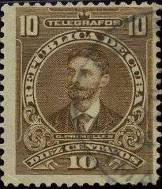 10 10
TELEGRAFOS
REPUBLICA DE CUBA
DIEZ CENTAVOS
10